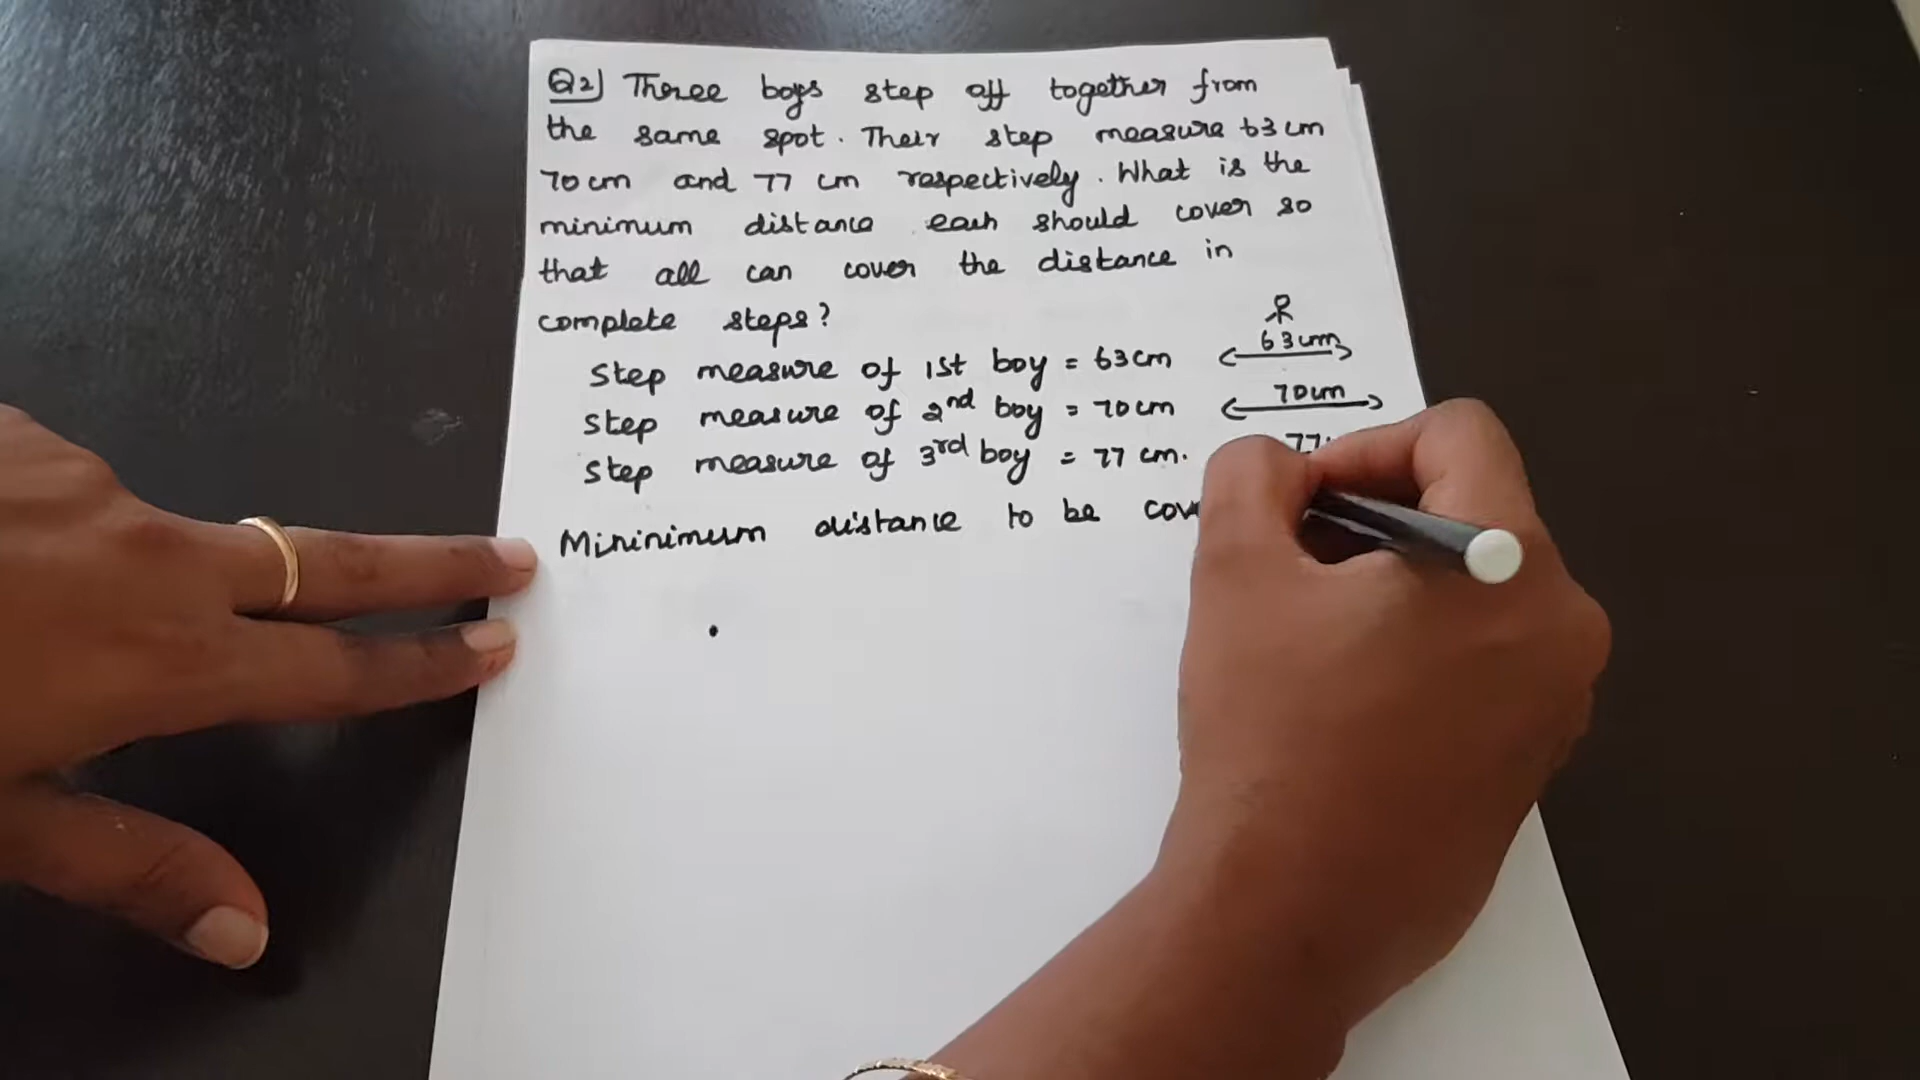 Q2) Three boys step off together from
the same spot. Their step measure 63 cm
70 cm and 77 cm respectively. What is the
minimum distance each should cover so
that all can cover the distance in
complete steps?
Step measure of 1st boy = 63cm 63cm
Step measure of 2nd boy = 70cm 70cm
Step measure of 3rd boy = 77 cm. 77
Mininimum distance to be cov